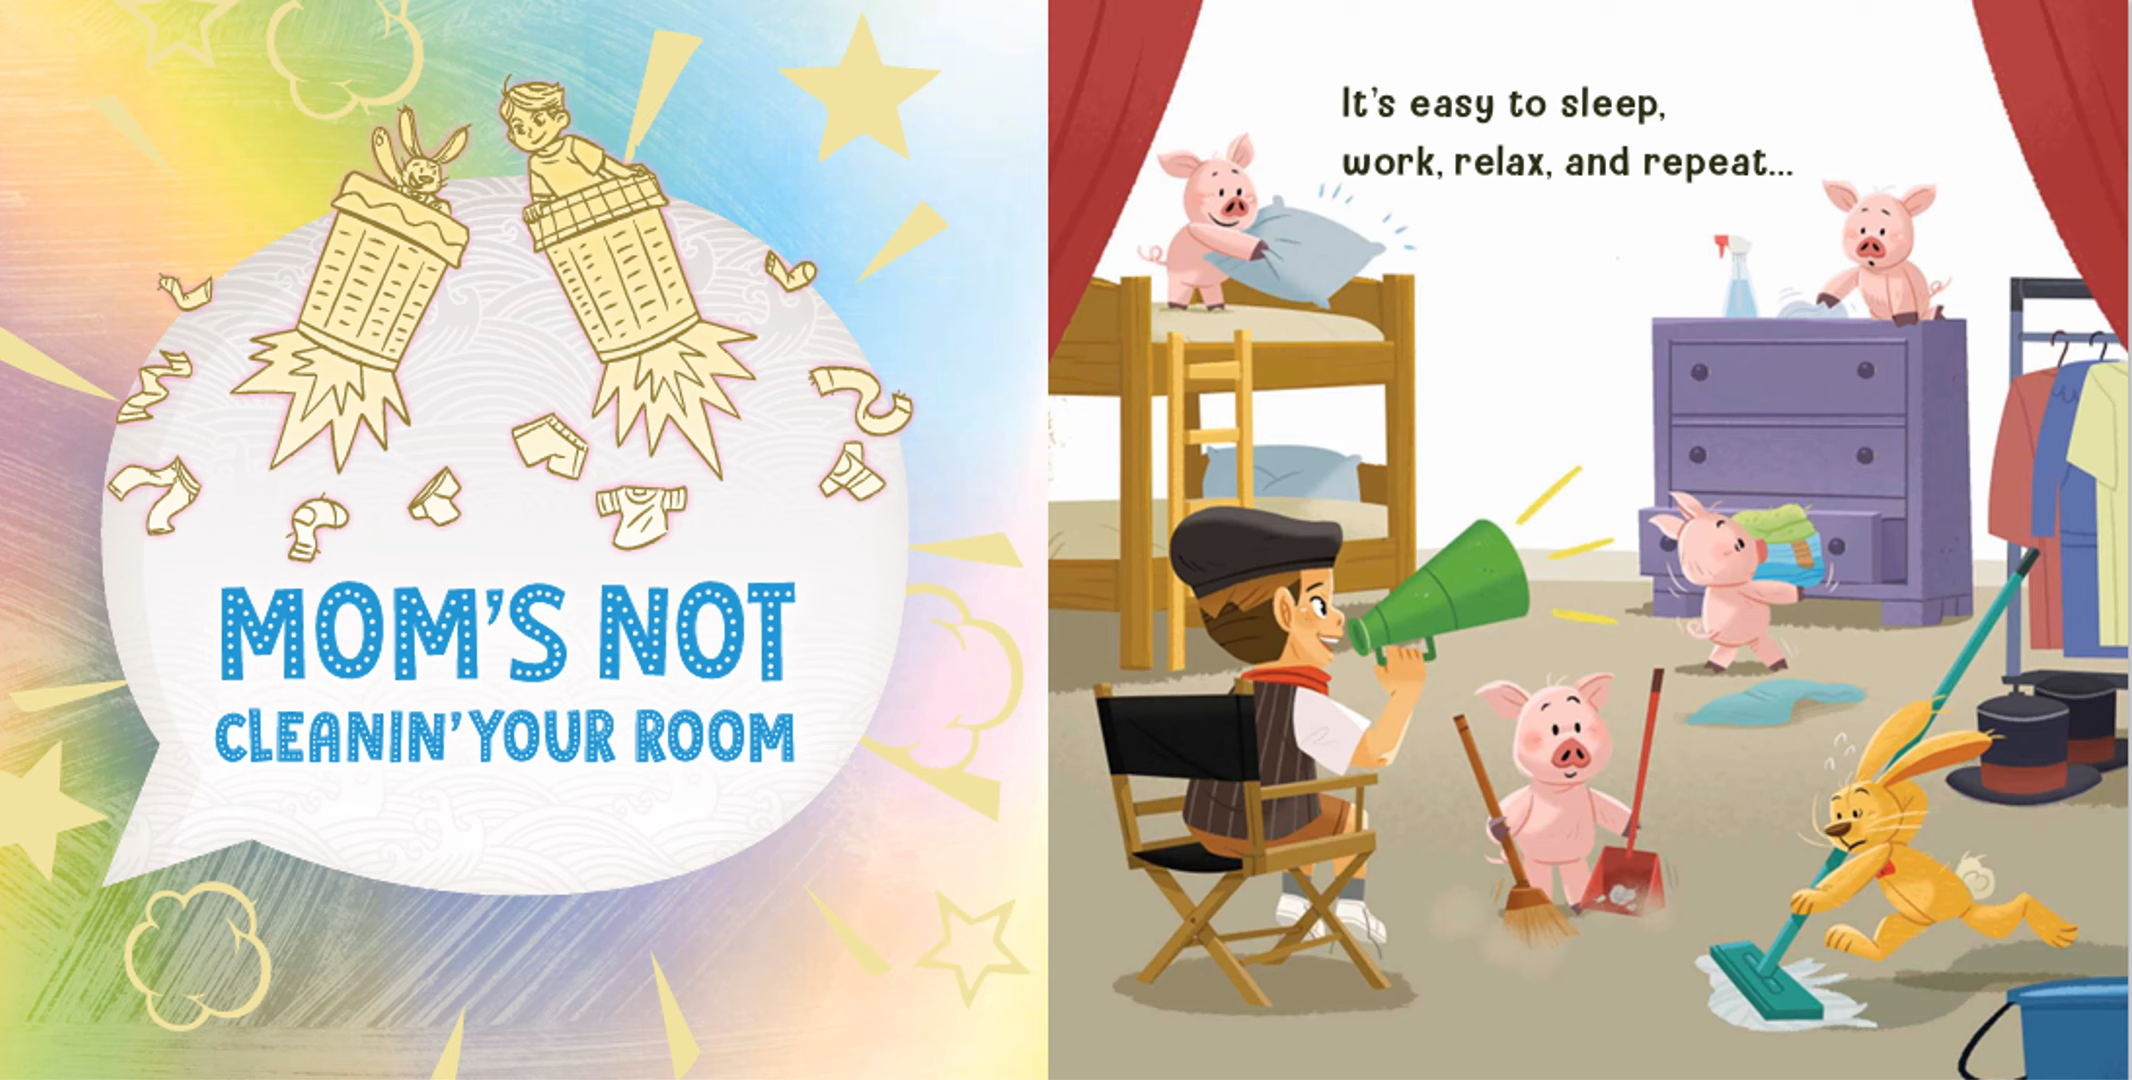 MOM'S NOT
CLEANIN' YOUR ROOM
It's easy to sleep,
work, relax, and repeat...